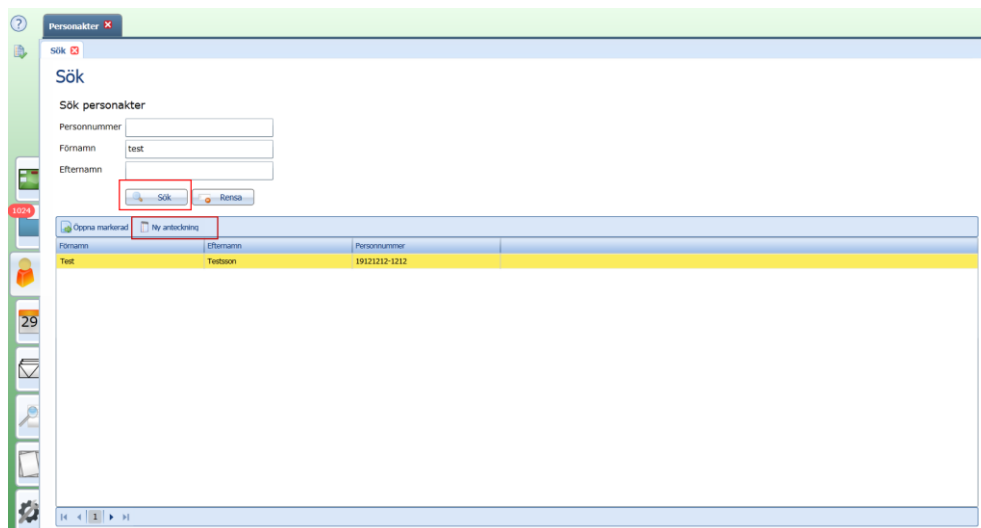 Personakter
Sök
Sök
Sök personakter
Personnummer
Förnamn test
Efternamn
Sök Rensa
1024
Öppna markerad Ny anteckning
Förnamn Efternamn Personnummer
Test Testsson 19121212-1212
29
1